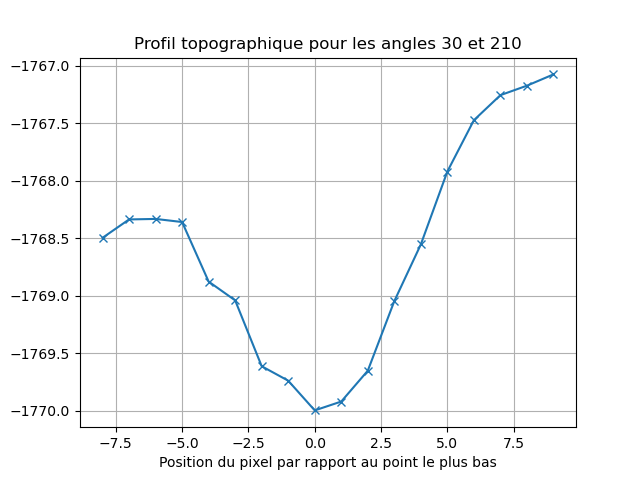 Profil topographique pour les angles 30 et 210
−1767.0
−1767.5
−1768.0
−1768.5
−1769.0
−1769.5
−1770.0
−7.5 −5.0 −2.5 0.0 2.5 5.0 7.5
Position du pixel par rapport au point le plus bas